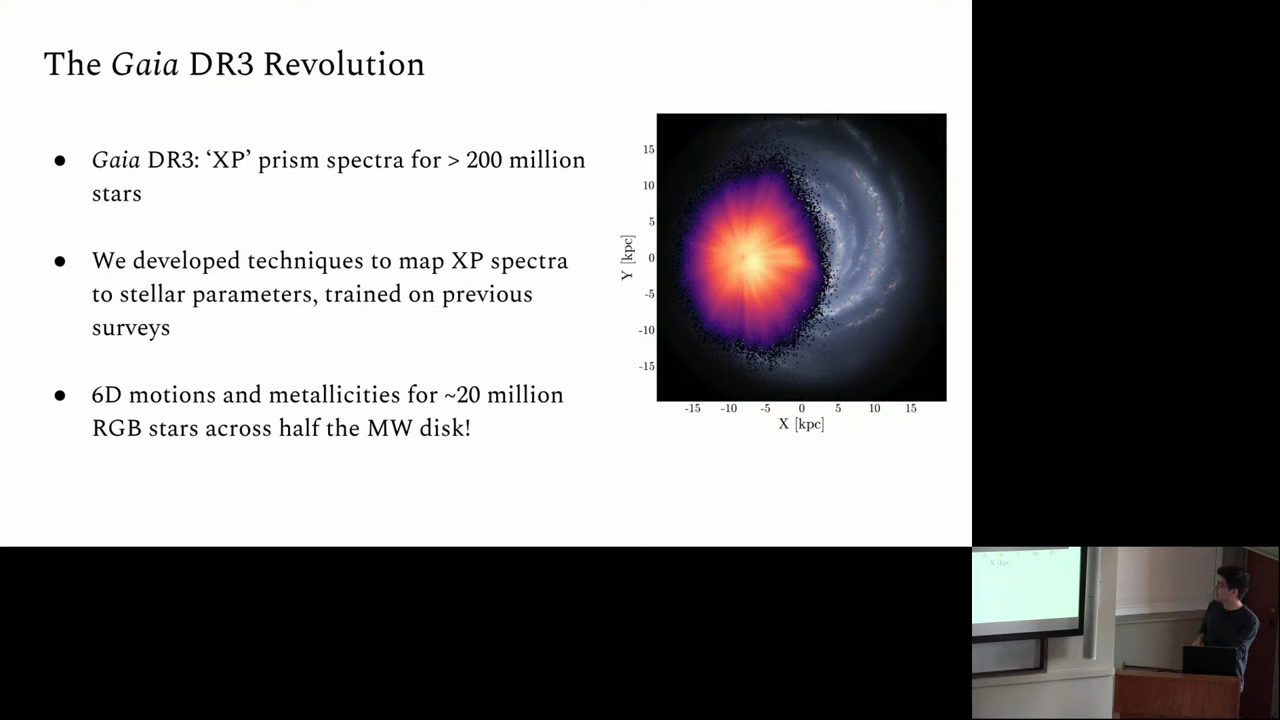 The Gaia DR3 Revolution
● Gaia DR3: ‘XP’ prism spectra for > 200 million
stars
● We developed techniques to map XP spectra
to stellar parameters, trained on previous
surveys
● 6D motions and metallicities for ~20 million
RGB stars across half the MW disk!
15
10
5
0
-5
-10
-15
Y [kpc]
-15 -10 -5 0 5 10 15
X [kpc]
X [kpc]